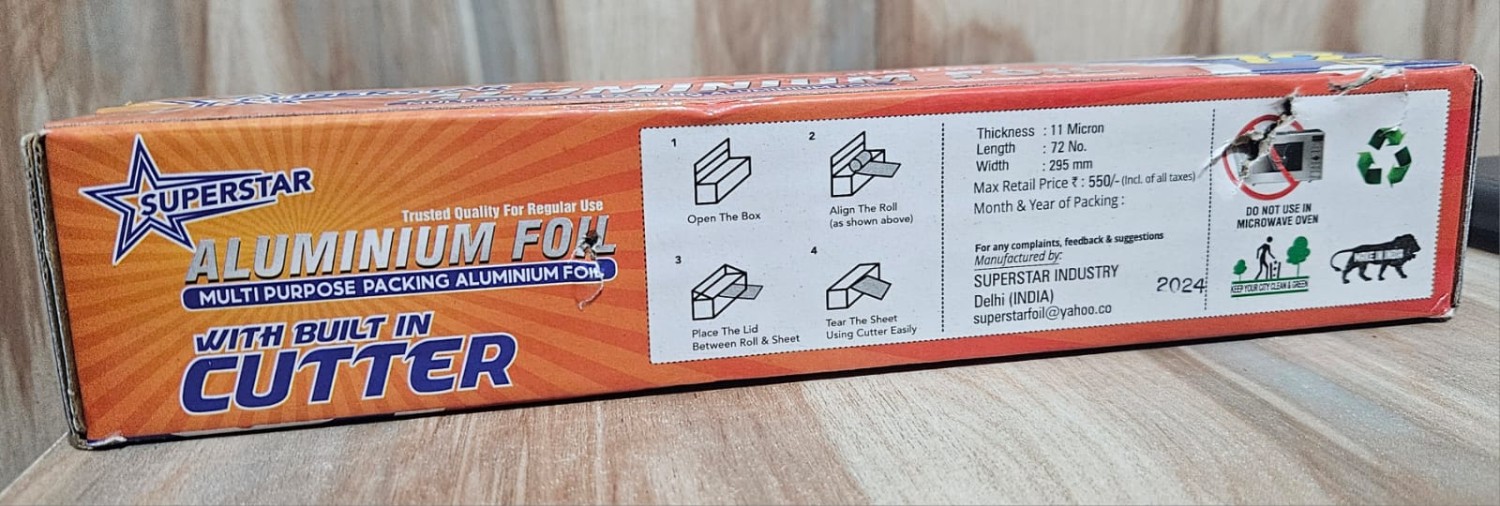 SUPERSTAR
Trusted Quality For Regular Use
ALUMINIUM FOIL
MULTI PURPOSE PACKING ALUMINIUM FOIL
WITH BUILT IN
CUTTER
1
Open The Box
2
Align The Roll
(as shown above)
3
Place The Lid
Between Roll & Sheet
4
Tear The Sheet
Using Cutter Easily
Thickness : 11 Micron
Length : 72 No.
Width : 295 mm
Max Retail Price ₹ : 550/- (Incl. of all taxes)
Month & Year of Packing :
For any complaints, feedback & suggestions
Manufactured by:
SUPERSTAR INDUSTRY
Delhi (INDIA)
superstarfoil@yahoo.co
2024
DO NOT USE IN
MICROWAVE OVEN
KEEP YOUR CITY CLEAN & GREEN
MAKE IN INDIA